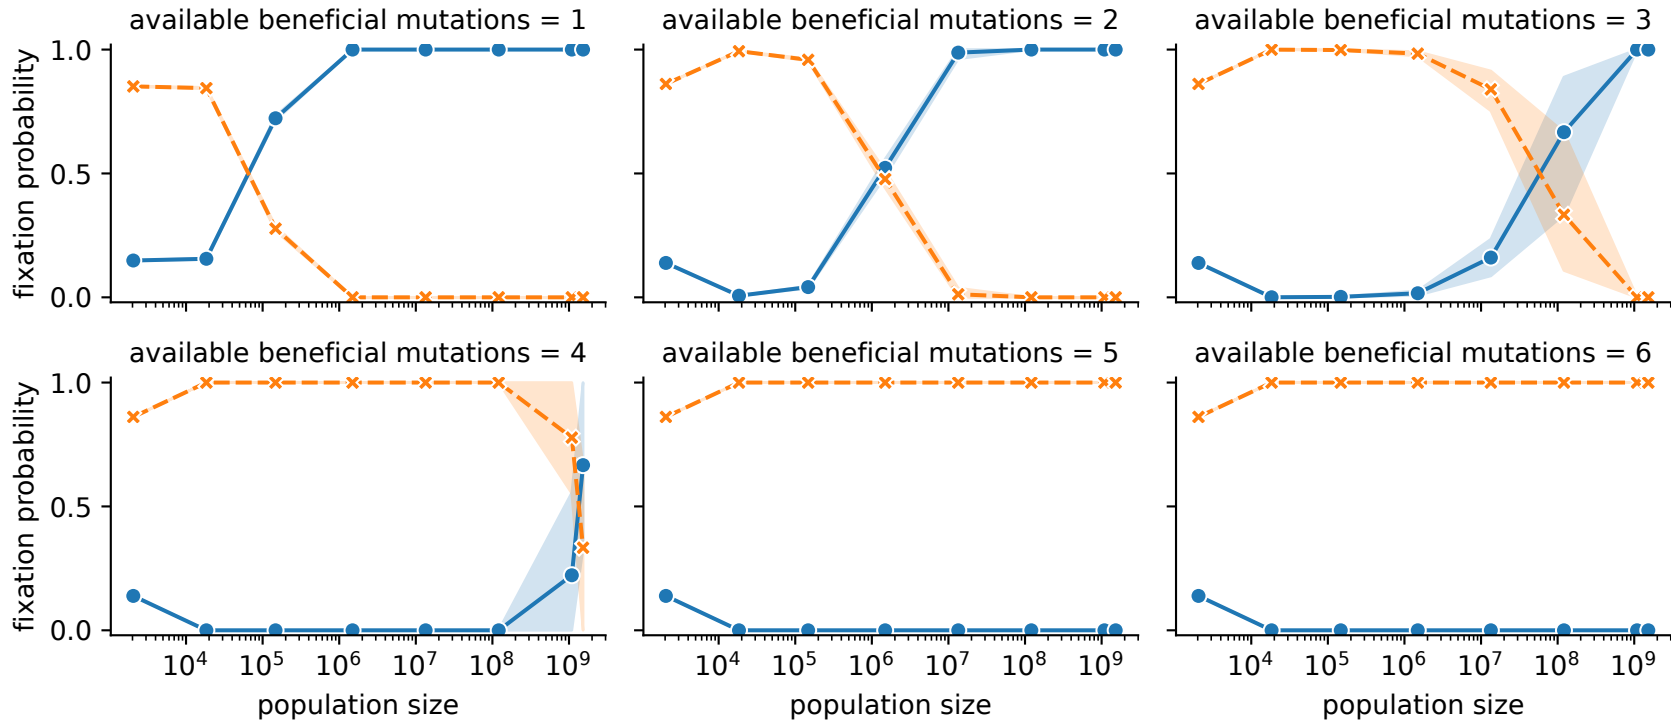 available beneficial mutations = 1
available beneficial mutations = 2
available beneficial mutations = 3
fixation probability
1.0
0.5
0.0
available beneficial mutations = 4
available beneficial mutations = 5
available beneficial mutations = 6
fixation probability
1.0
0.5
0.0
10⁴ 10⁵ 10⁶ 10⁷ 10⁸ 10⁹
10⁴ 10⁵ 10⁶ 10⁷ 10⁸ 10⁹
10⁴ 10⁵ 10⁶ 10⁷ 10⁸ 10⁹
population size
population size
population size